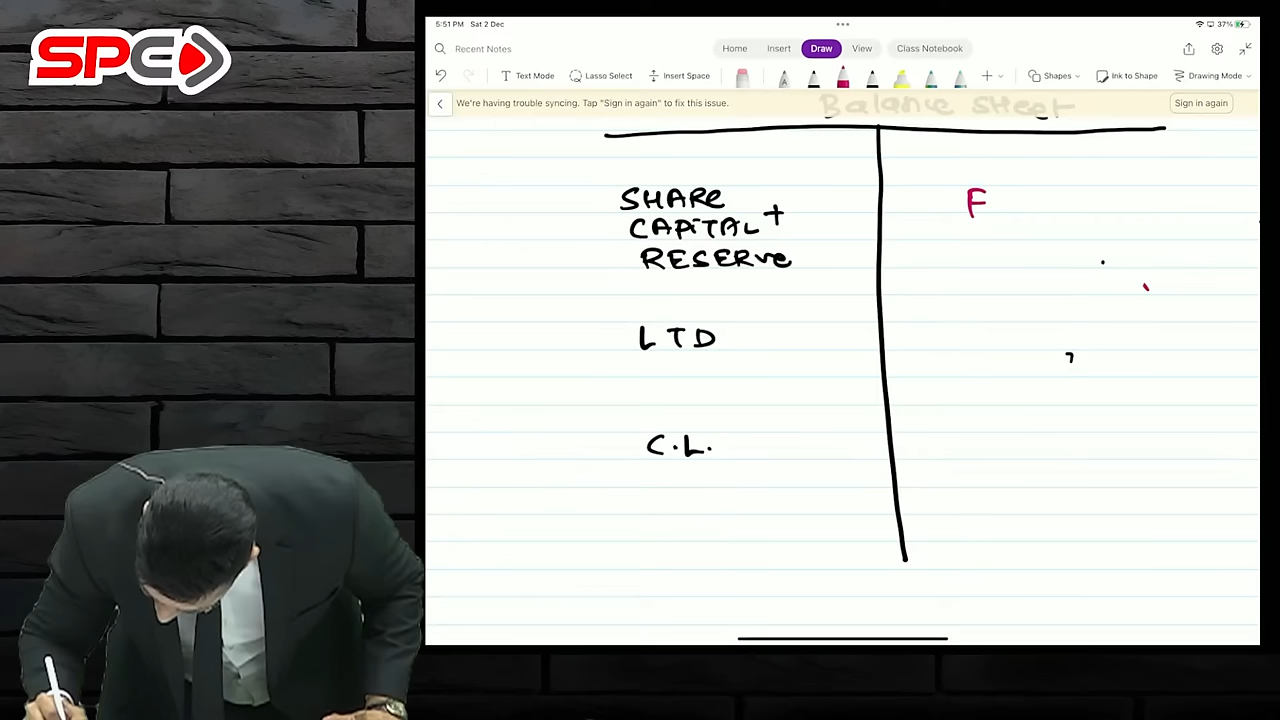 SPC
5:51 PM Sat 2 Dec
37%
Recent Notes
Home Insert Draw View Class Notebook
Text Mode Lasso Select Insert Space Shapes Ink to Shape Drawing Mode
We're having trouble syncing. Tap "Sign in again" to fix this issue.
Sign in again
Balance Sheet
SHARE
CAPITAL +
RESERVE
LTD
C.L.
F